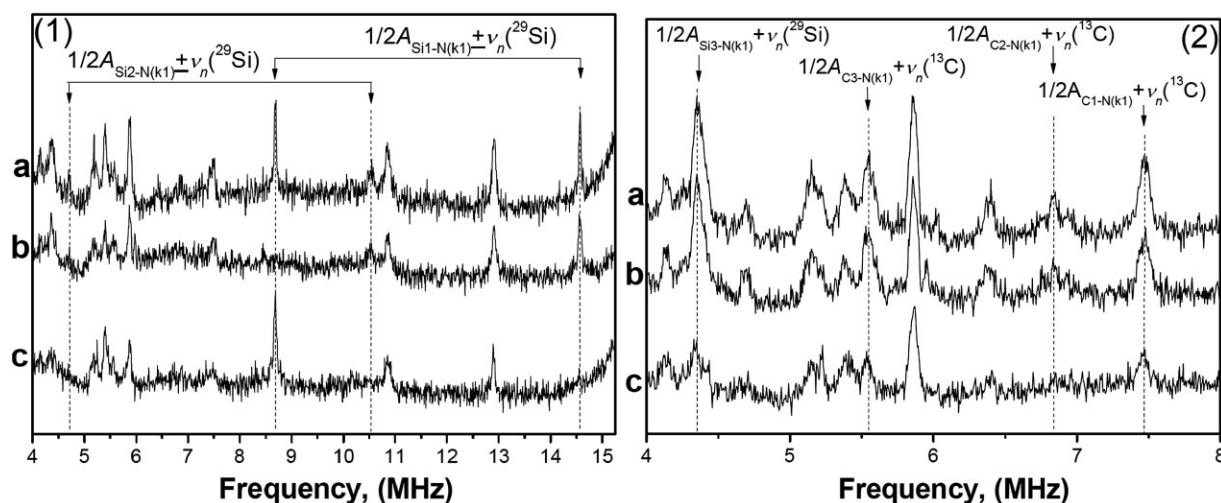 (1)
1/2A_Si1-N(k1)±ν_n(²⁹Si)
1/2A_Si2-N(k1)±ν_n(²⁹Si)
a
b
c
4 5 6 7 8 9 10 11 12 13 14 15
Frequency, (MHz)
(2)
1/2A_Si3-N(k1)+ν_n(²⁹Si)
1/2A_C2-N(k1)+ν_n(¹³C)
1/2A_C3-N(k1)+ν_n(¹³C)
1/2A_C1-N(k1)+ν_n(¹³C)
a
b
c
4 5 6 7 8
Frequency, (MHz)